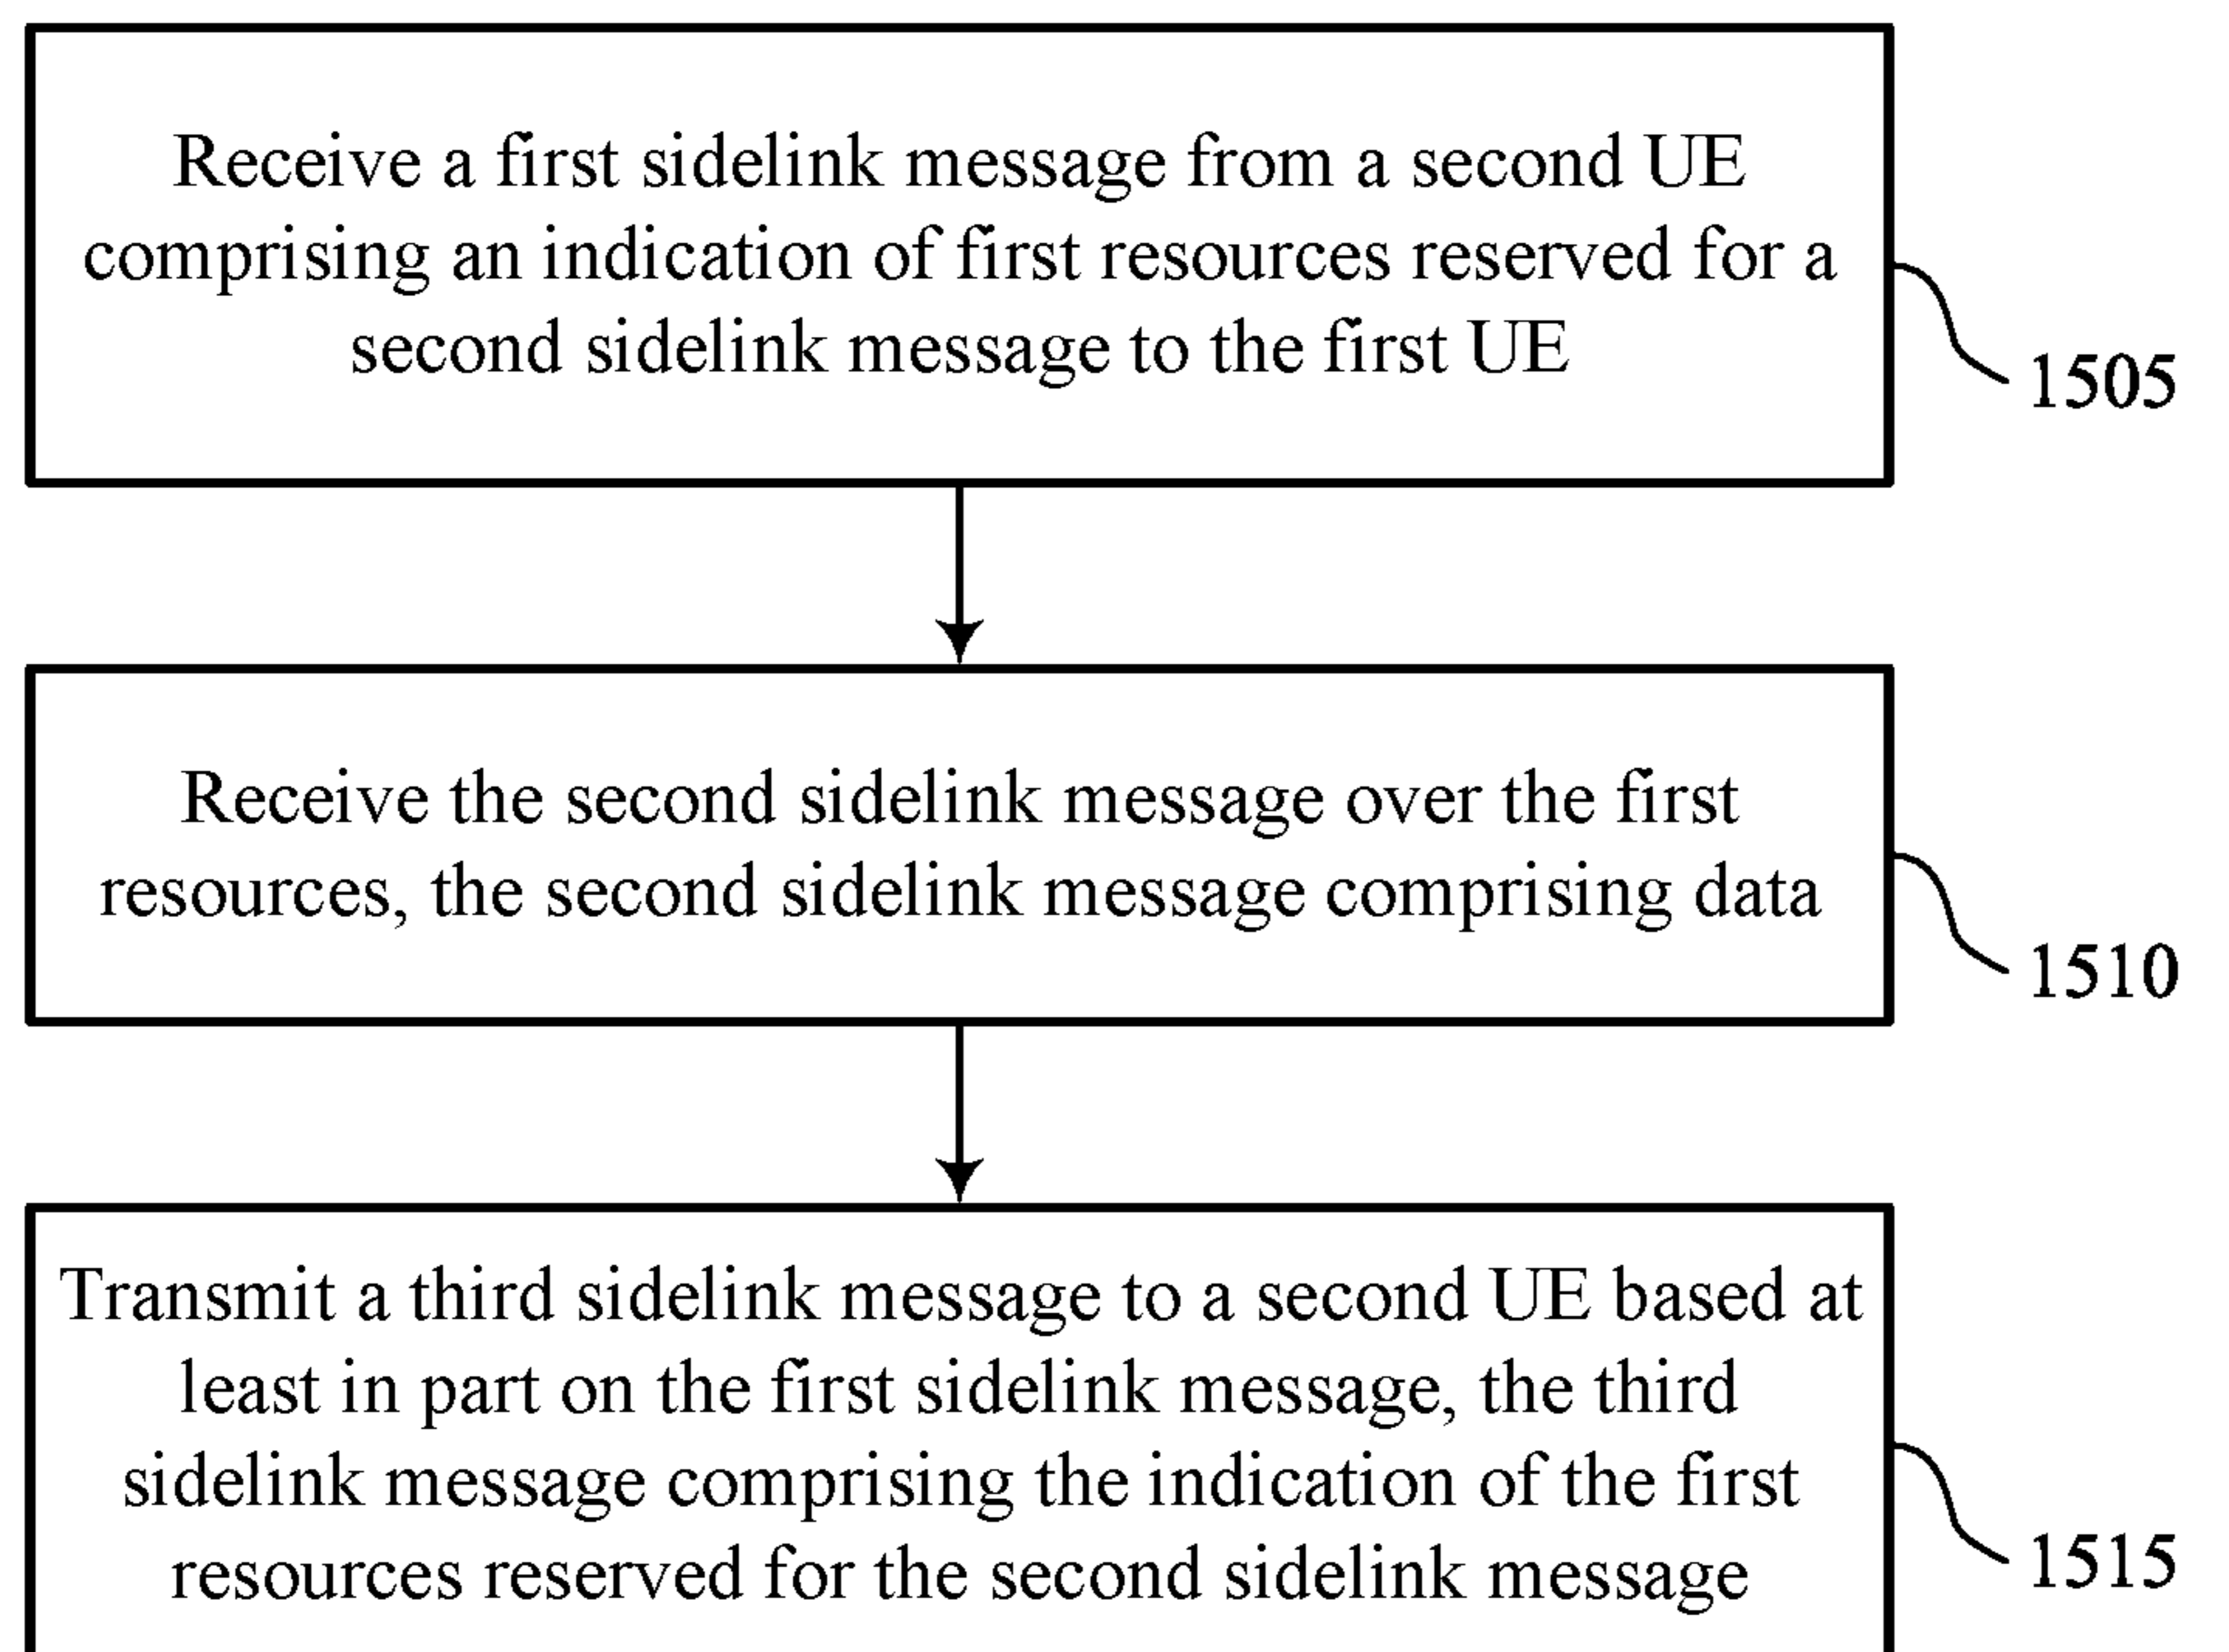 Receive a first sidelink message from a second UE
comprising an indication of first resources reserved for a
second sidelink message to the first UE
1505
Receive the second sidelink message over the first
resources, the second sidelink message comprising data
1510
Transmit a third sidelink message to a second UE based at
least in part on the first sidelink message, the third
sidelink message comprising the indication of the first
resources reserved for the second sidelink message
1515